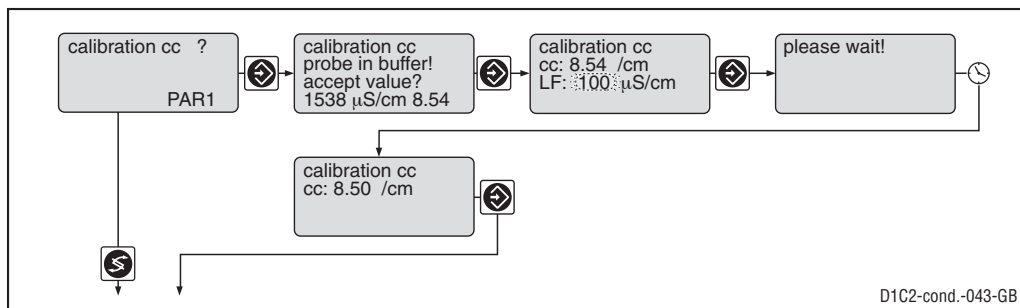 calibration cc ?
PAR1
calibration cc
probe in buffer!
accept value?
1538 µS/cm 8.54
calibration cc
cc: 8.54 /cm
LF: 100 µS/cm
please wait!
calibration cc
cc: 8.50 /cm
D1C2-cond.-043-GB